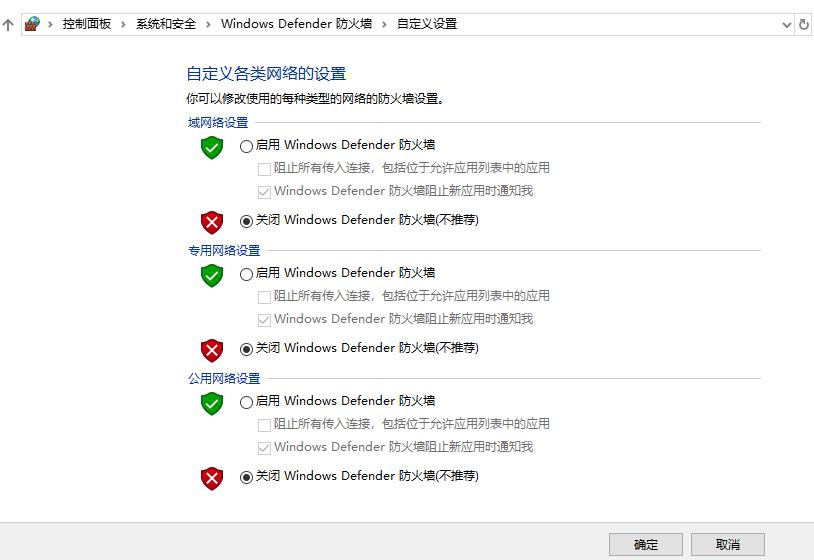 控制面板 > 系统和安全 > Windows Defender 防火墙 > 自定义设置
自定义各类网络的设置
你可以修改使用的每种类型的网络的防火墙设置。
域网络设置
启用 Windows Defender 防火墙
阻止所有传入连接，包括位于允许应用列表中的应用
Windows Defender 防火墙阻止新应用时通知我
关闭 Windows Defender 防火墙(不推荐)
专用网络设置
启用 Windows Defender 防火墙
阻止所有传入连接，包括位于允许应用列表中的应用
Windows Defender 防火墙阻止新应用时通知我
关闭 Windows Defender 防火墙(不推荐)
公用网络设置
启用 Windows Defender 防火墙
阻止所有传入连接，包括位于允许应用列表中的应用
Windows Defender 防火墙阻止新应用时通知我
关闭 Windows Defender 防火墙(不推荐)
确定 取消